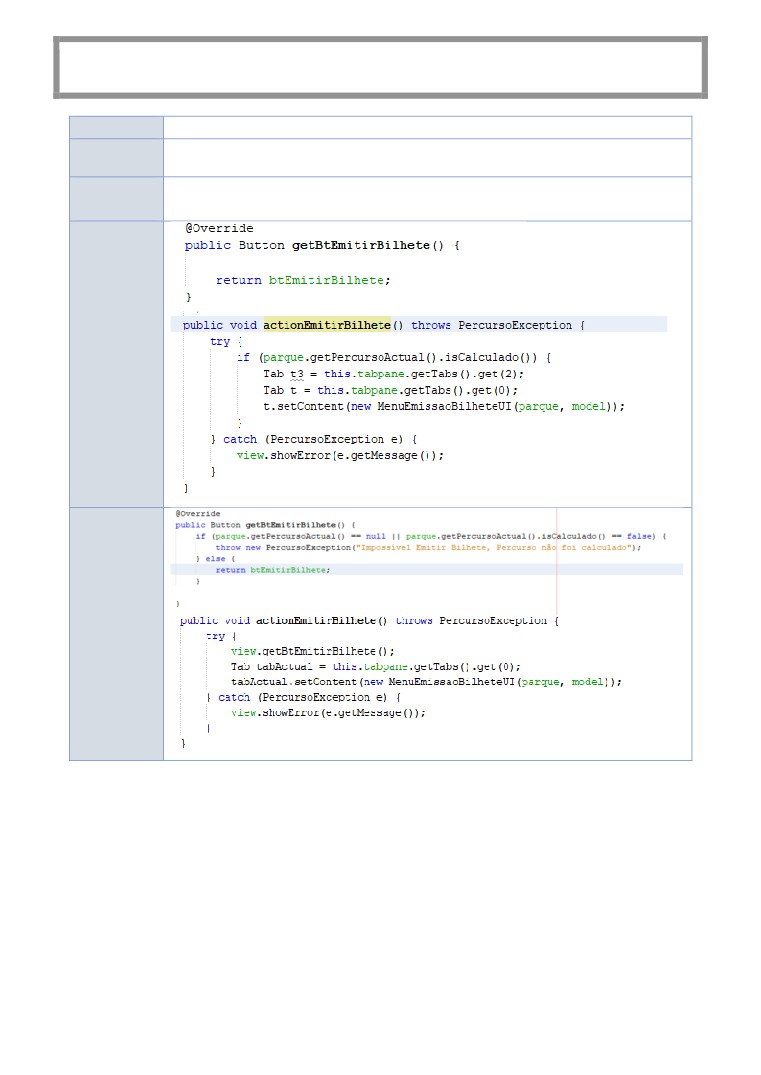 @Override
public Button getBtEmitirBilhete() {
return btEmitirBilhete;
}
public void actionEmitirBilhete() throws PercursoException {
try {
if (parque.getPercursoActual().isCalculado()) {
Tab t3 = this.tabpane.getTabs().get(2);
Tab t = this.tabpane.getTabs().get(0);
t.setContent(new MenuEmissaoBilheteUI(parque, model));
}
} catch (PercursoException e) {
view.showError(e.getMessage());
}
}
@Override
public Button getBtEmitirBilhete() {
if (parque.getPercursoActual() == null || parque.getPercursoActual().isCalculado() == false) {
throw new PercursoException("Impossivel Emitir Bilhete, Percurso não foi calculado");
} else {
return btEmitirBilhete;
}
}
public void actionEmitirBilhete() throws PercursoException {
try {
view.getBtEmitirBilhete();
Tab tabActual = this.tabpane.getTabs().get(0);
tabActual.setContent(new MenuEmissaoBilheteUI(parque, model));
} catch (PercursoException e) {
view.showError(e.getMessage());
}
}